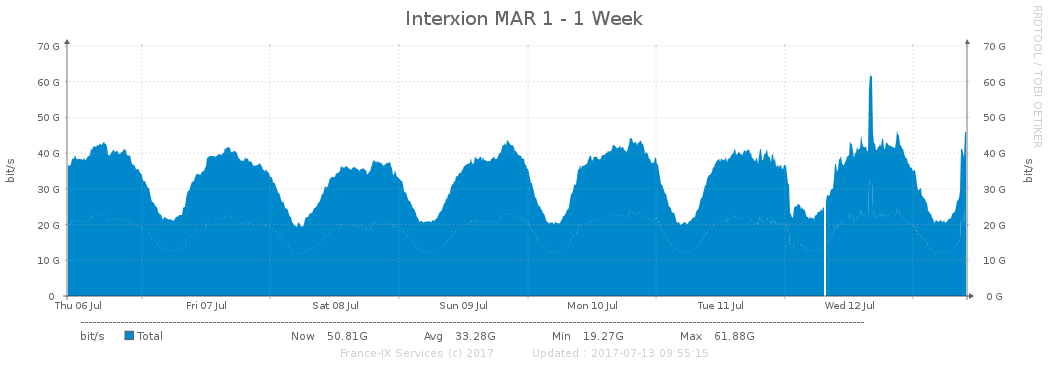 Interxion MAR 1 - 1 Week
RRDTOOL / TOBI OETIKER
bit/s
70 G 70 G
60 G 60 G
50 G 50 G
40 G 40 G
30 G 30 G
20 G 20 G
10 G 10 G
0 0 G
bit/s
Thu 06 Jul Fri 07 Jul Sat 08 Jul Sun 09 Jul Mon 10 Jul Tue 11 Jul Wed 12 Jul
bit/s Total Now 50.81G Avg 33.28G Min 19.27G Max 61.88G
France-IX Services (c) 2017 Updated : 2017-07-13 09:55:15